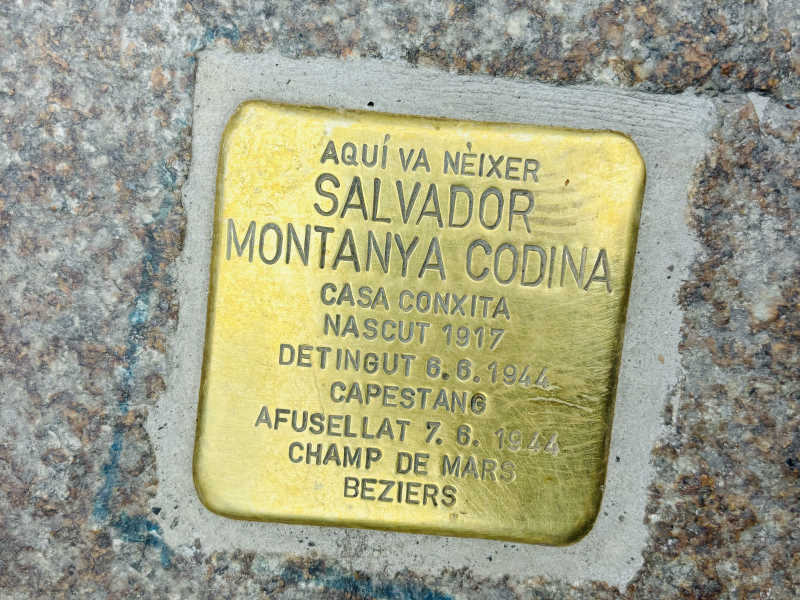 AQUÍ VA NÈIXER
SALVADOR
MONTANYA CODINA
CASA CONXITA
NASCUT 1917
DETINGUT 6.6.1944
CAPESTANG
AFUSELLAT 7.6.1944
CHAMP DE MARS
BEZIERS